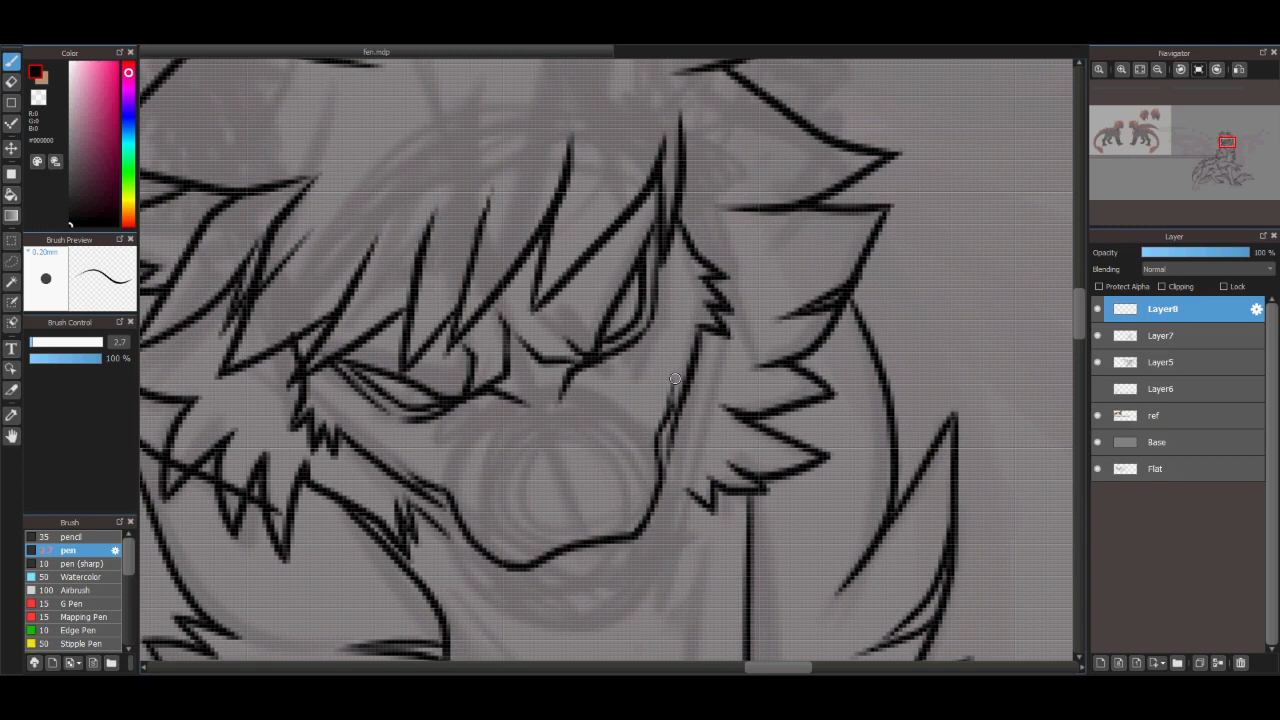 fen.mdp
Color
R:0
G:0
B:0
#000000
Brush Preview
* 0.20mm
Brush Control
2.7
100 %
Brush
35 pencil
pen
10 pen (sharp)
50 Watercolor
100 Airbrush
15 G Pen
15 Mapping Pen
10 Edge Pen
50 Stipple Pen
Navigator
Layer
Opacity 100 %
Blending Normal
Protect Alpha Clipping Lock
Layer8
Layer7
Layer5
Layer6
ref
Base
Flat